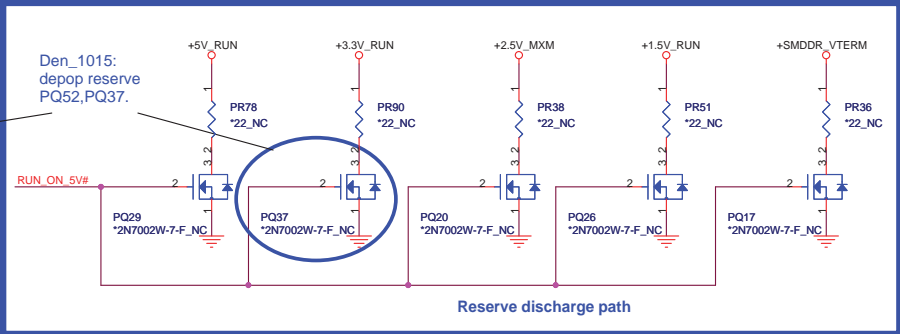 +5V_RUN
+3.3V_RUN
+2.5V_MXM
+1.5V_RUN
+SMDDR_VTERM
Den_1015:
depop reserve
PQ52,PQ37.
1
1
1
1
1
PR78
*22_NC
PR90
*22_NC
PR38
*22_NC
PR51
*22_NC
PR36
*22_NC
3 2
3 2
3 2
3 2
3 2
RUN_ON_5V#
2
2
2
2
2
1
1
1
1
1
PQ29
*2N7002W-7-F_NC
PQ37
*2N7002W-7-F_NC
PQ20
*2N7002W-7-F_NC
PQ26
*2N7002W-7-F_NC
PQ17
*2N7002W-7-F_NC
Reserve discharge path